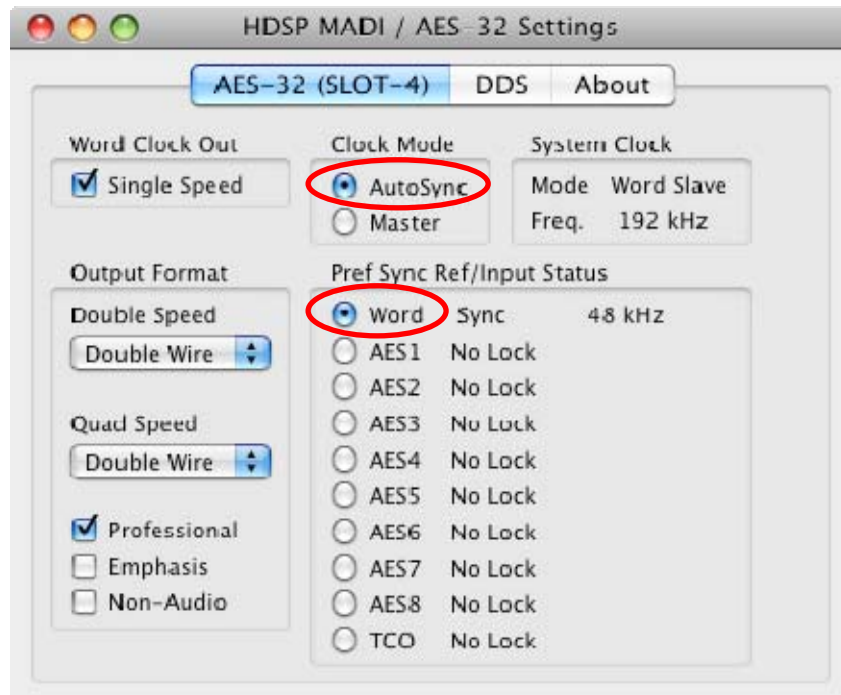 HDSP MADI / AES-32 Settings
AES-32 (SLOT-4) DDS About
Word Clock Out
Single Speed
Clock Mode
AutoSync
Master
System Clock
Mode Word Slave
Freq. 192 kHz
Output Format
Double Speed
Double Wire
Quad Speed
Double Wire
Professional
Emphasis
Non-Audio
Pref Sync Ref/Input Status
Word Sync 48 kHz
AES1 No Lock
AES2 No Lock
AES3 No Lock
AES4 No Lock
AES5 No Lock
AES6 No Lock
AES7 No Lock
AES8 No Lock
TCO No Lock